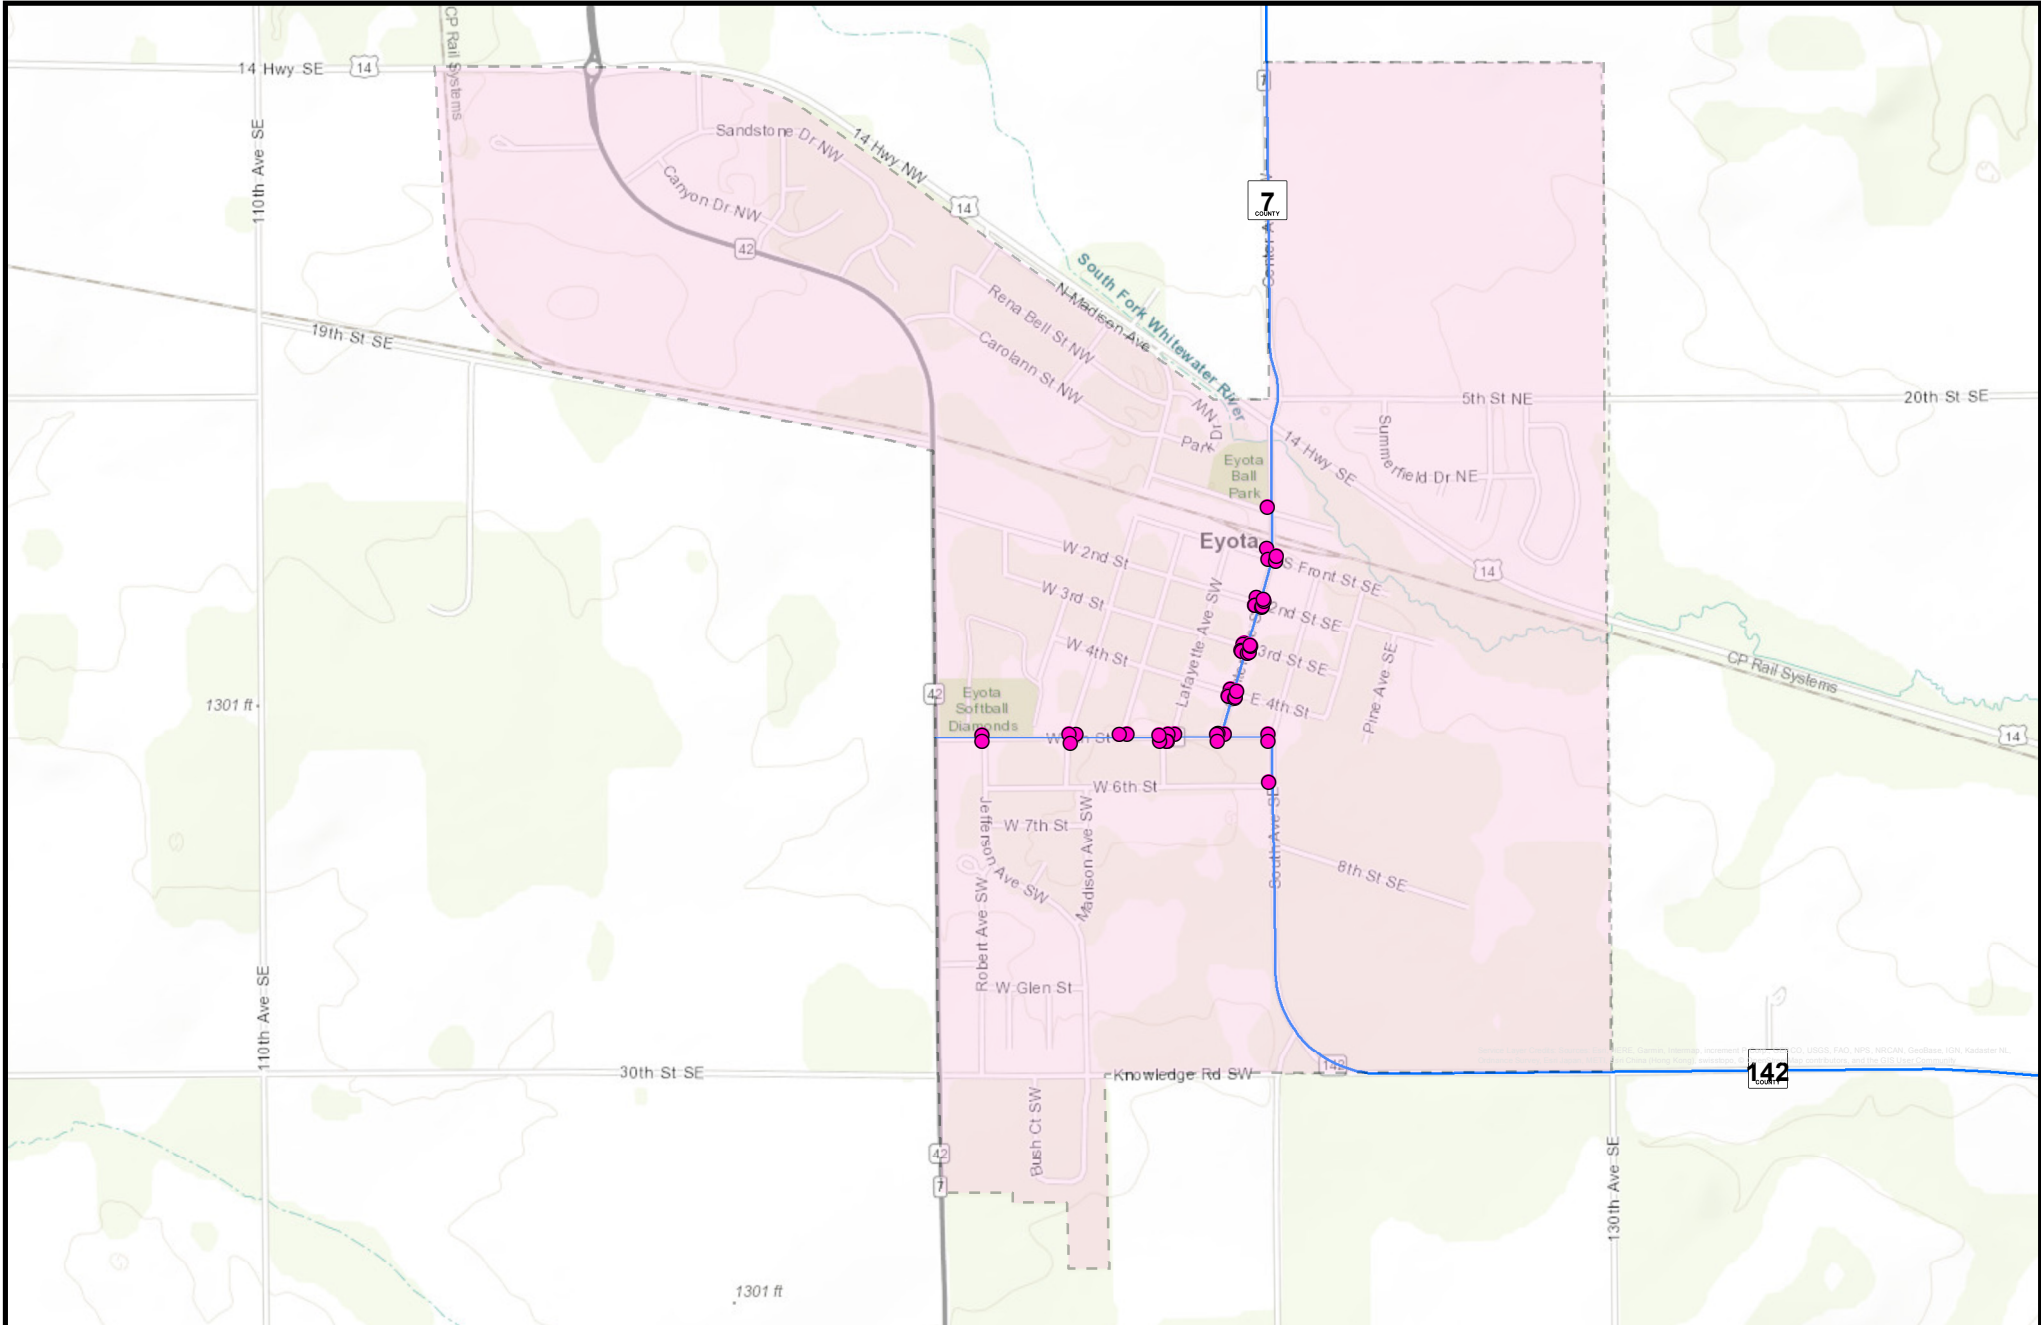 CP Rail Systems
14 Hwy SE
14
110th Ave SE
Sandstone Dr NW
14 Hwy NW
Canyon Dr NW
14
42
7
COUNTY
South Fork Whitewater River
N Madison Ave
Rena Bell St NW
Carolann St NW
19th St SE
5th St NE
20th St SE
Park Dr NW
14 Hwy SE
Summerfield Dr NE
Eyota
Ball
Park
Eyota
W 2nd St
S Front St SE
14
W 3rd St
Lafayette Ave SW
2nd St SE
W 4th St
3rd St SE
Pine Ave SE
CP Rail Systems
42
Eyota
Softball
Diamonds
E 4th St
1301 ft
14
W 6th St
Jefferson Ave SW
W 7th St
Madison Ave SW
South Ave SE
8th St SE
Robert Ave SW
W Glen St
110th Ave SE
30th St SE
Knowledge Rd SW
142
142
COUNTY
Bush Ct SW
42
7
130th Ave SE
1301 ft